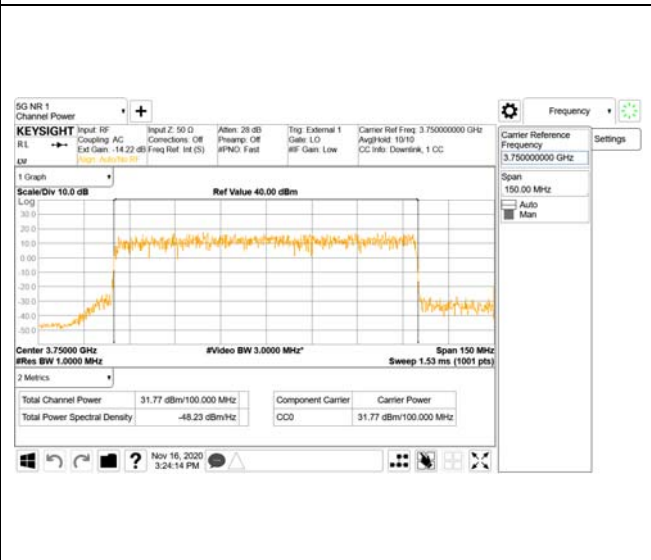 5G NR 1
Channel Power
KEYSIGHT
RL
Input: RF
Coupling: AC
Ext Gain: -14.22 dB
Align: Auto/No RF
Input Z: 50 Ω
Corrections: Off
Freq Ref: Int (S)
Atten: 28 dB
Preamp: Off
#PNO: Fast
Trig: External 1
Gate: LO
#IF Gain: Low
Carrier Ref Freq: 3.750000000 GHz
Avg|Hold: 10/10
CC Info: Downlink, 1 CC
Frequency
Settings
Carrier Reference
Frequency
3.750000000 GHz
Span
150.00 MHz
Auto
Man
1 Graph
Scale/Div 10.0 dB
Ref Value 40.00 dBm
Log
30.0
20.0
10.0
0.00
-10.0
-20.0
-30.0
-40.0
-50.0
Center 3.75000 GHz
#Video BW 3.0000 MHz*
Span 150 MHz
#Res BW 1.0000 MHz
Sweep 1.53 ms (1001 pts)
2 Metrics
Total Channel Power 31.77 dBm/100.000 MHz
Total Power Spectral Density -48.23 dBm/Hz
Component Carrier Carrier Power
CC0 31.77 dBm/100.000 MHz
Nov 16, 2020
3:24:14 PM